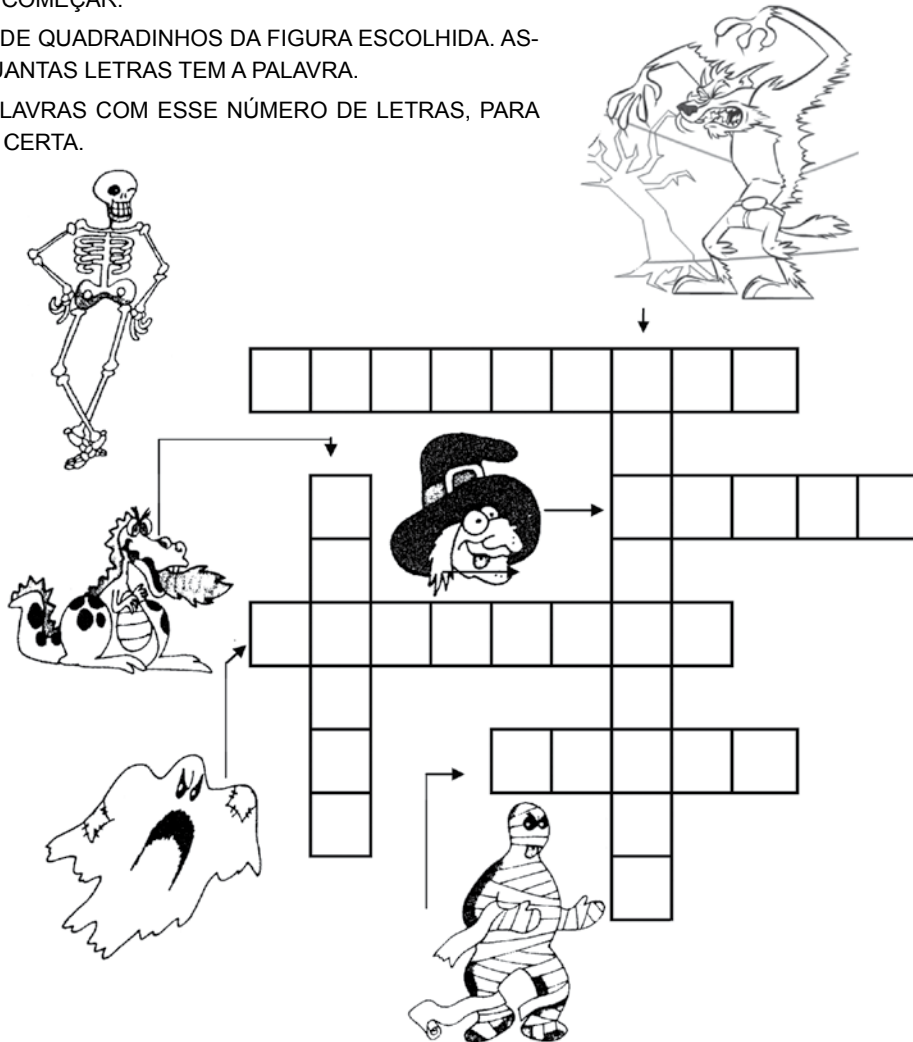 COMEÇAR.
DE QUADRADINHOS DA FIGURA ESCOLHIDA. AS-
UANTAS LETRAS TEM A PALAVRA.
LAVRAS COM ESSE NÚMERO DE LETRAS, PARA
CERTA.